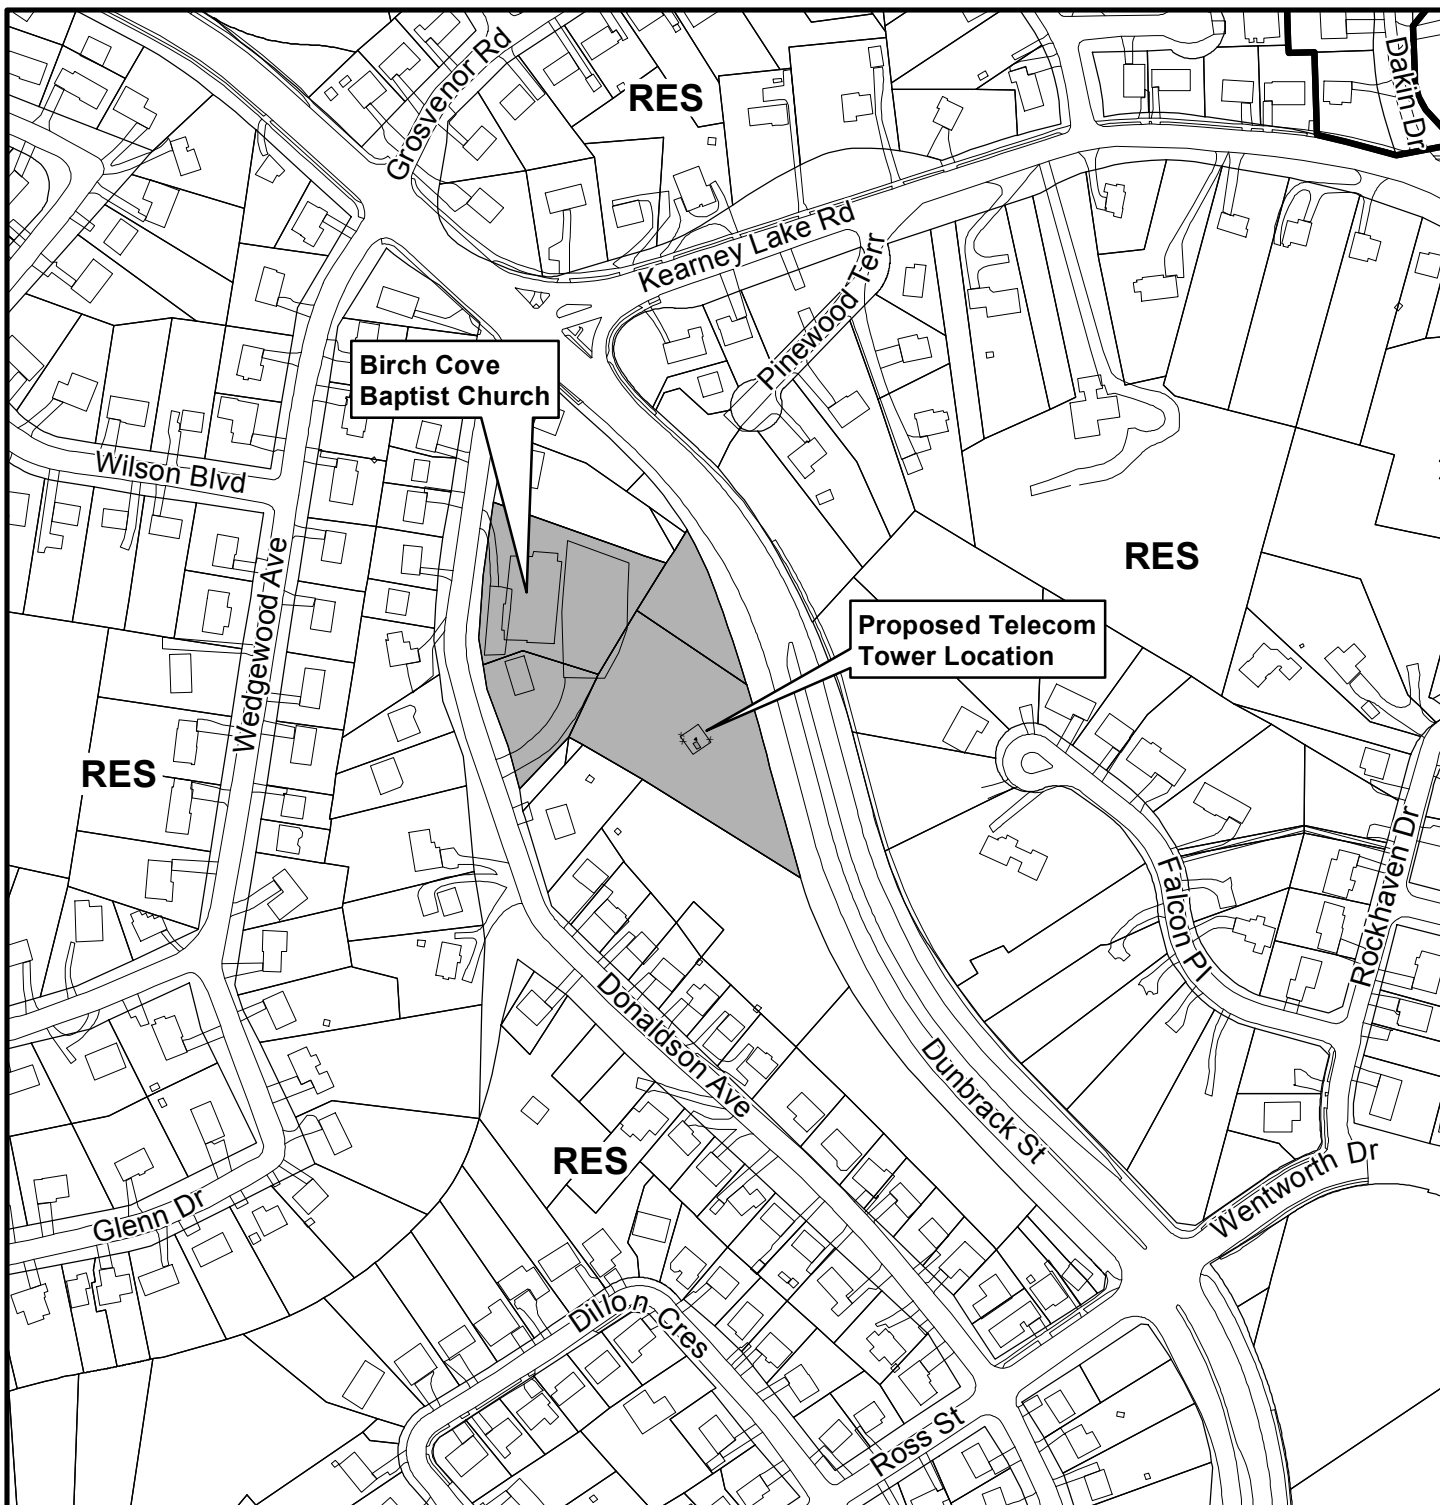 Grosvenor Rd
RES
Dakin Dr
Kearney Lake Rd
Pinewood Terr
Birch Cove
Baptist Church
Wilson Blvd
RES
Wedgewood Ave
Proposed Telecom
Tower Location
RES
Falcon Pl
Rockhaven Dr
Donaldson Ave
Dunbrack St
RES
Wentworth Dr
Glenn Dr
Dillon Cres
Ross St